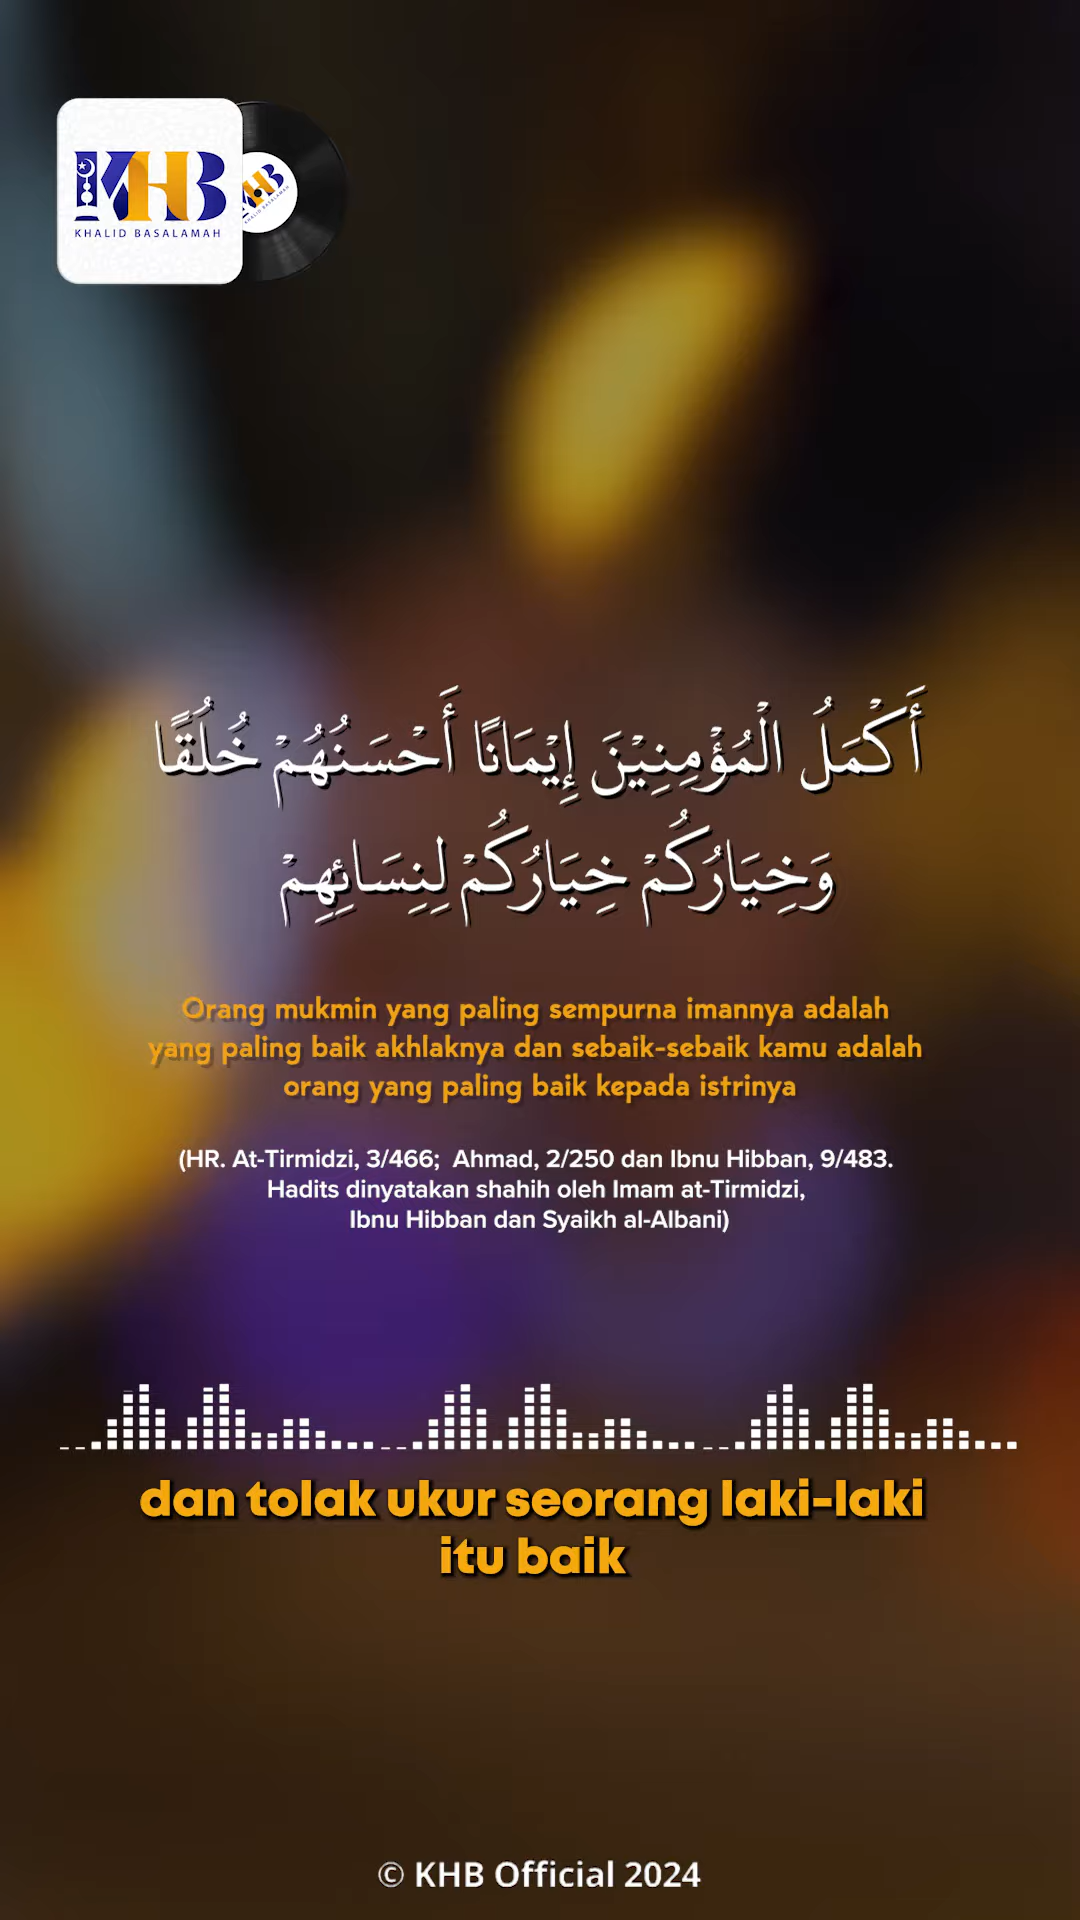 KHB
KHALID BASALAMAH
أَكْمَلُ الْمُؤْمِنِيْنَ إِيْمَانًا أَحْسَنُهُمْ خُلُقًا
وَخِيَارُكُمْ خِيَارُكُمْ لِنِسَائِهِمْ
Orang mukmin yang paling sempurna imannya adalah
yang paling baik akhlaknya dan sebaik-sebaik kamu adalah
orang yang paling baik kepada istrinya
(HR. At-Tirmidzi, 3/466; Ahmad, 2/250 dan Ibnu Hibban, 9/483.
Hadits dinyatakan shahih oleh Imam at-Tirmidzi,
Ibnu Hibban dan Syaikh al-Albani)
dan tolak ukur seorang laki-laki
itu baik
© KHB Official 2024